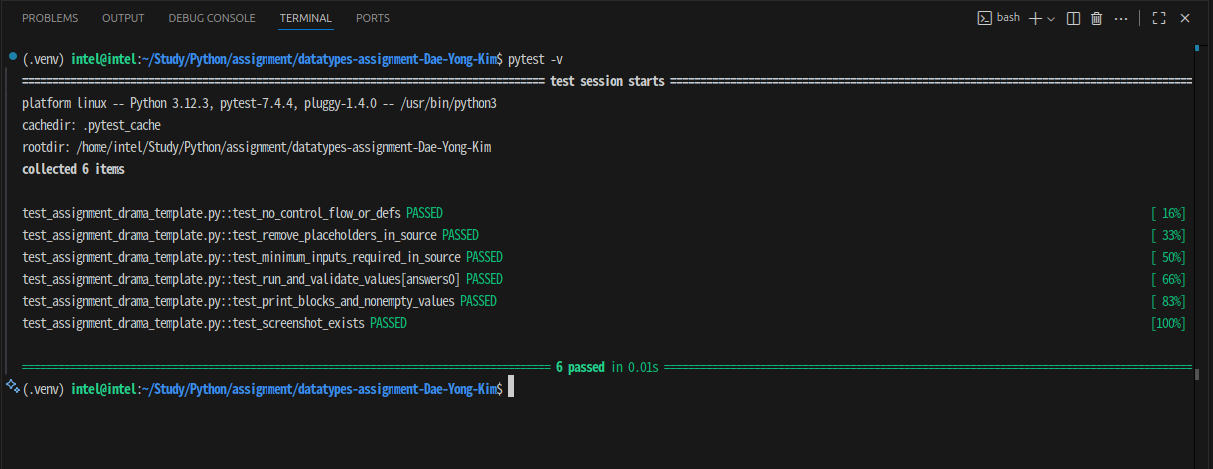 PROBLEMS OUTPUT DEBUG CONSOLE TERMINAL PORTS bash
(.venv) intel@intel:~/Study/Python/assignment/datatypes-assignment-Dae-Yong-Kim$ pytest -v
============================== test session starts ==============================
platform linux -- Python 3.12.3, pytest-7.4.4, pluggy-1.4.0 -- /usr/bin/python3
cachedir: .pytest_cache
rootdir: /home/intel/Study/Python/assignment/datatypes-assignment-Dae-Yong-Kim
collected 6 items
test_assignment_drama_template.py::test_no_control_flow_or_defs PASSED [ 16%]
test_assignment_drama_template.py::test_remove_placeholders_in_source PASSED [ 33%]
test_assignment_drama_template.py::test_minimum_inputs_required_in_source PASSED [ 50%]
test_assignment_drama_template.py::test_run_and_validate_values[answers0] PASSED [ 66%]
test_assignment_drama_template.py::test_print_blocks_and_nonempty_values PASSED [ 83%]
test_assignment_drama_template.py::test_screenshot_exists PASSED [100%]
============================== 6 passed in 0.01s ==============================
(.venv) intel@intel:~/Study/Python/assignment/datatypes-assignment-Dae-Yong-Kim$